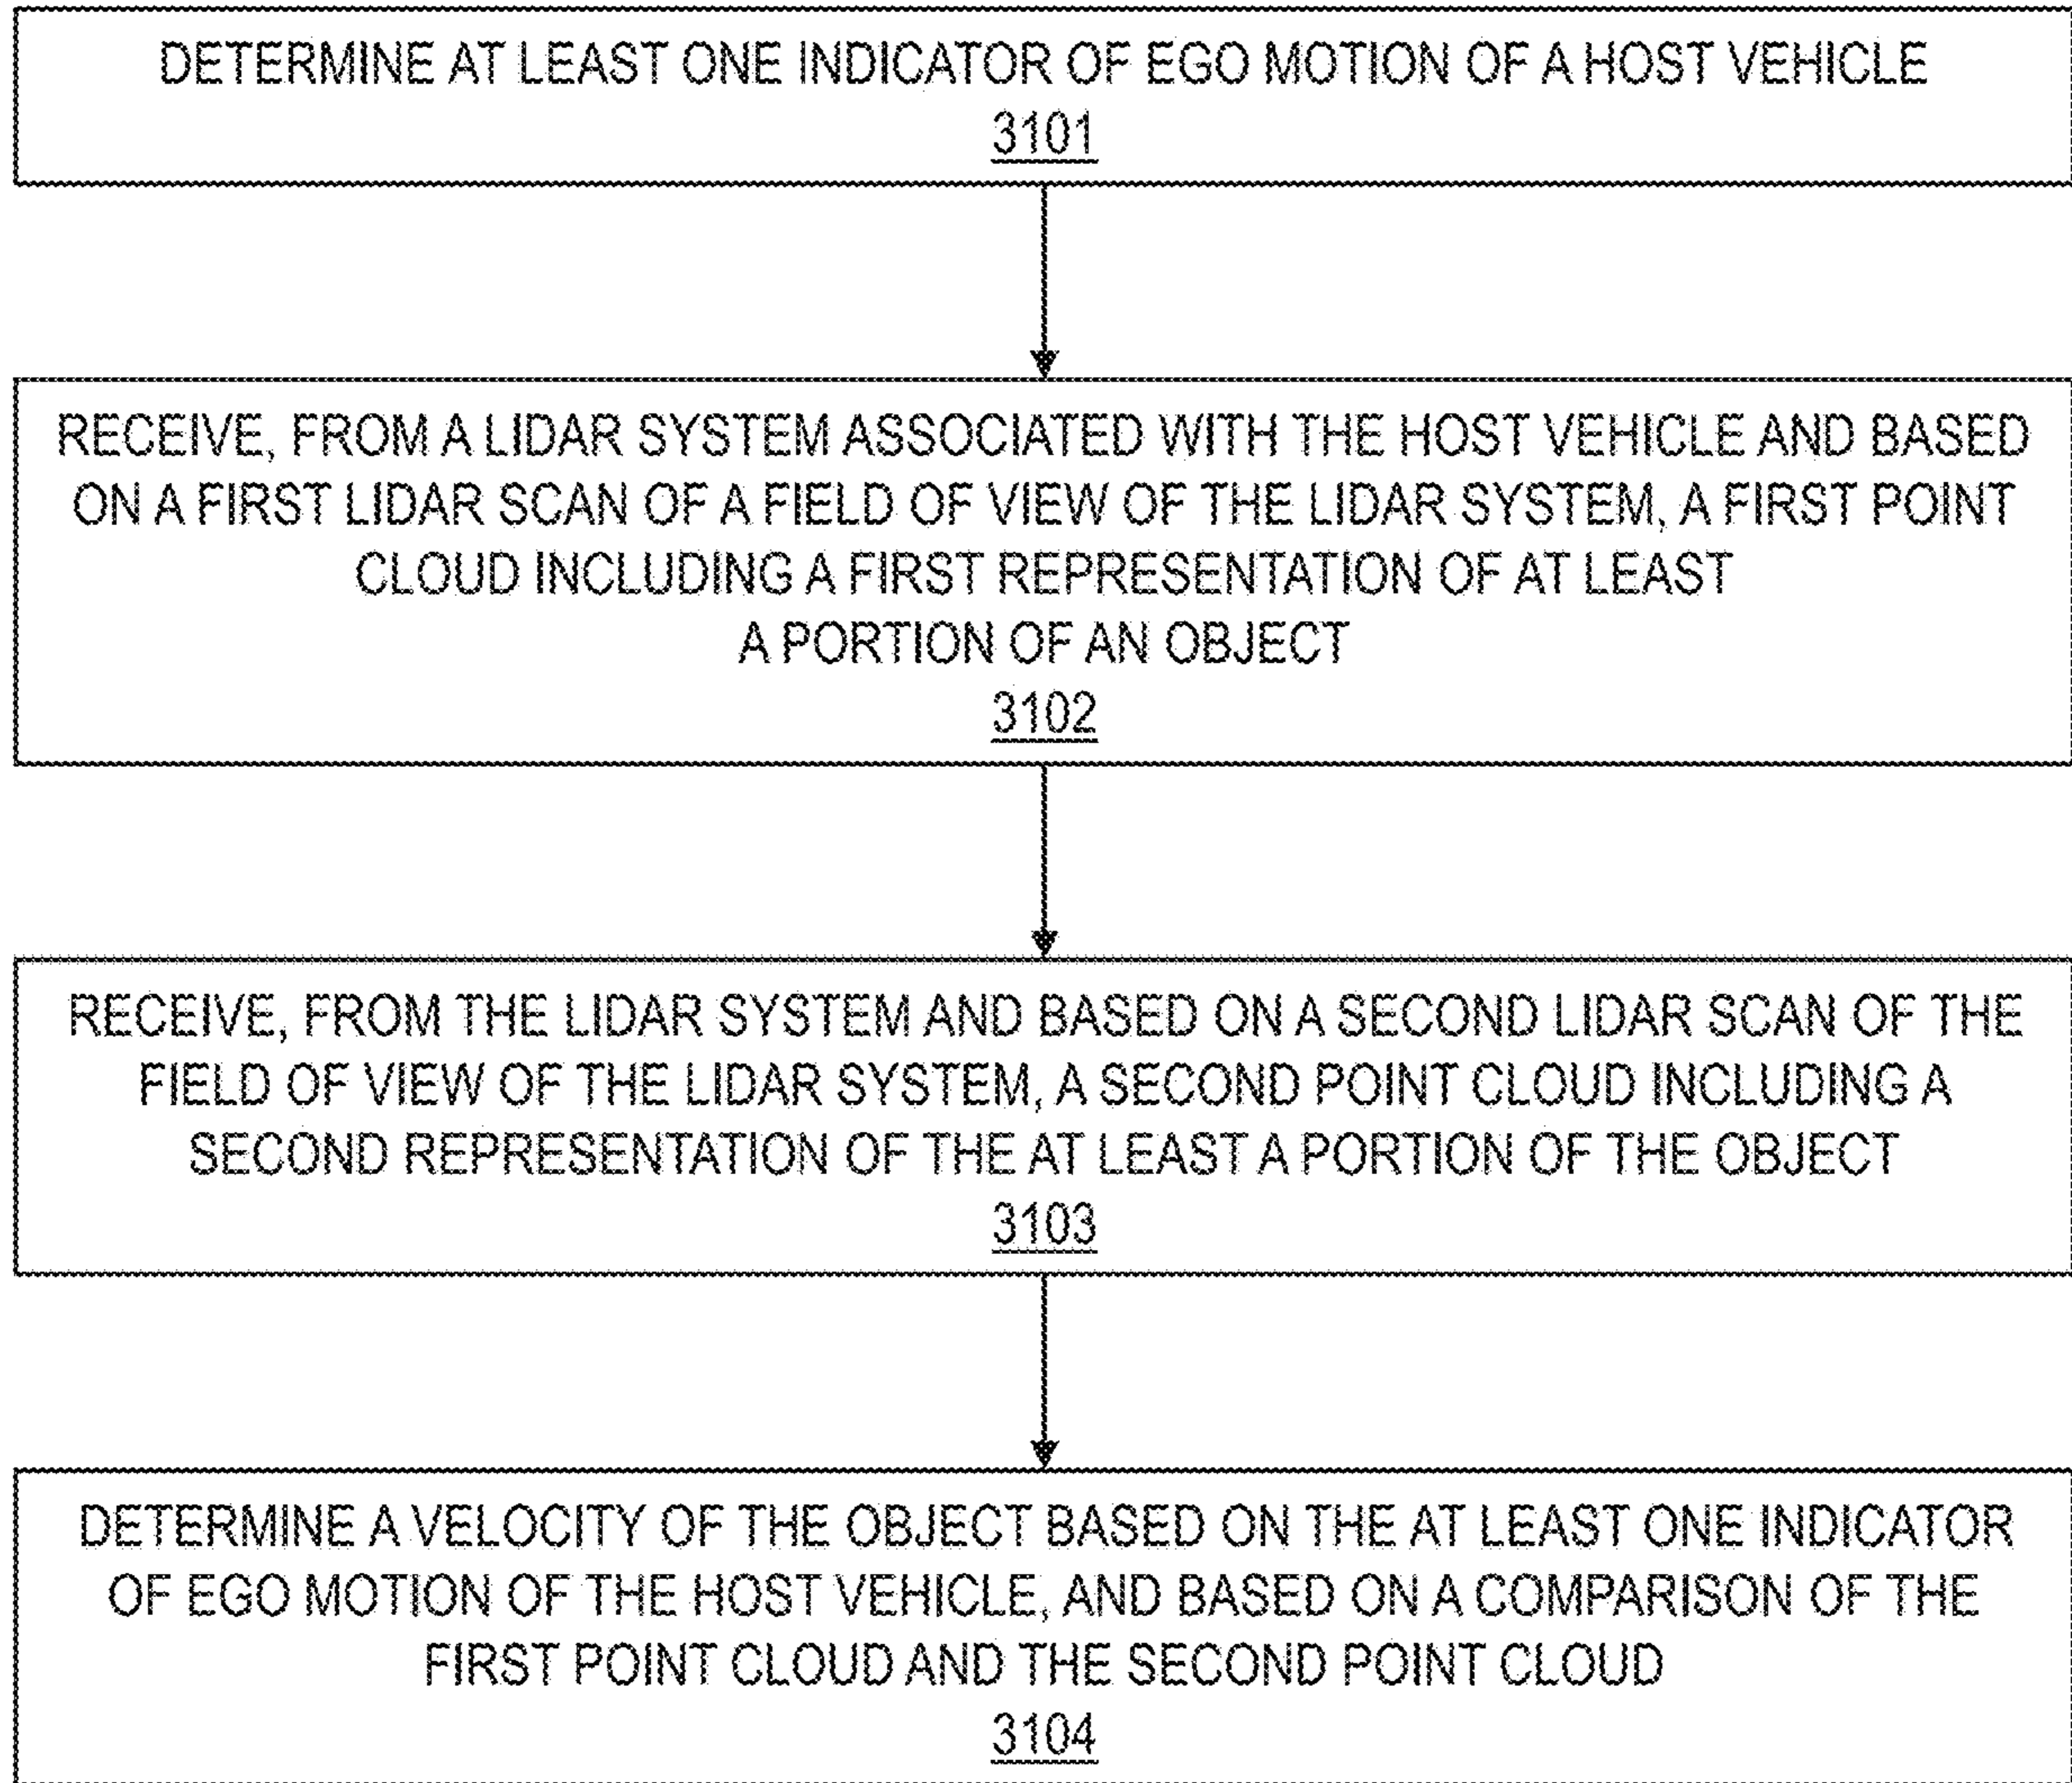 DETERMINE AT LEAST ONE INDICATOR OF EGO MOTION OF A HOST VEHICLE
3101
RECEIVE, FROM A LIDAR SYSTEM ASSOCIATED WITH THE HOST VEHICLE AND BASED
ON A FIRST LIDAR SCAN OF A FIELD OF VIEW OF THE LIDAR SYSTEM, A FIRST POINT
CLOUD INCLUDING A FIRST REPRESENTATION OF AT LEAST
A PORTION OF AN OBJECT
3102
RECEIVE, FROM THE LIDAR SYSTEM AND BASED ON A SECOND LIDAR SCAN OF THE
FIELD OF VIEW OF THE LIDAR SYSTEM, A SECOND POINT CLOUD INCLUDING A
SECOND REPRESENTATION OF THE AT LEAST A PORTION OF THE OBJECT
3103
DETERMINE A VELOCITY OF THE OBJECT BASED ON THE AT LEAST ONE INDICATOR
OF EGO MOTION OF THE HOST VEHICLE, AND BASED ON A COMPARISON OF THE
FIRST POINT CLOUD AND THE SECOND POINT CLOUD
3104